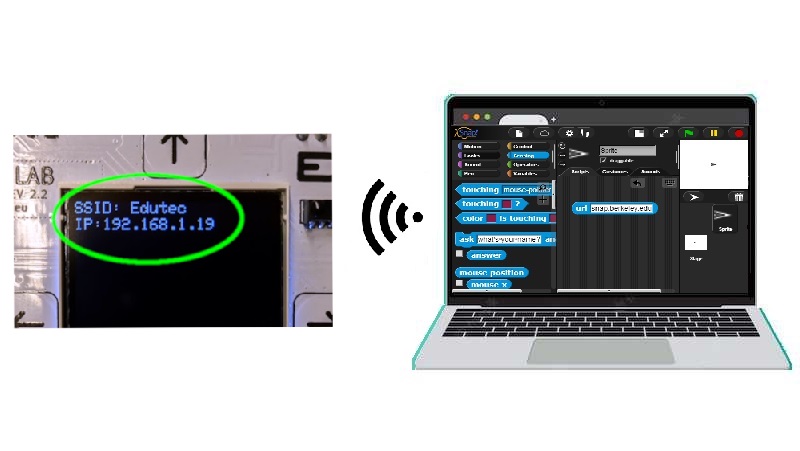 LAB
2.2
eu
SSID: Edutec
IP:192.168.1.19
Snap!
Motion
Looks
Sound
Pen
Control
Sensing
Operators
Variables
touching mouse-pointer
touching ?
color is touching
ask what's your name? and
answer
mouse position
mouse x
Sprite
draggable
Scripts
Costumes
Sounds
url snap.berkeley.edu
Sprite
Stage